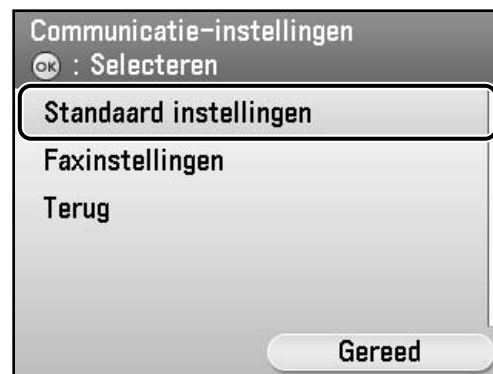 Communicatie-instellingen
OK : Selecteren
Standaard instellingen
Faxinstellingen
Terug
Gereed